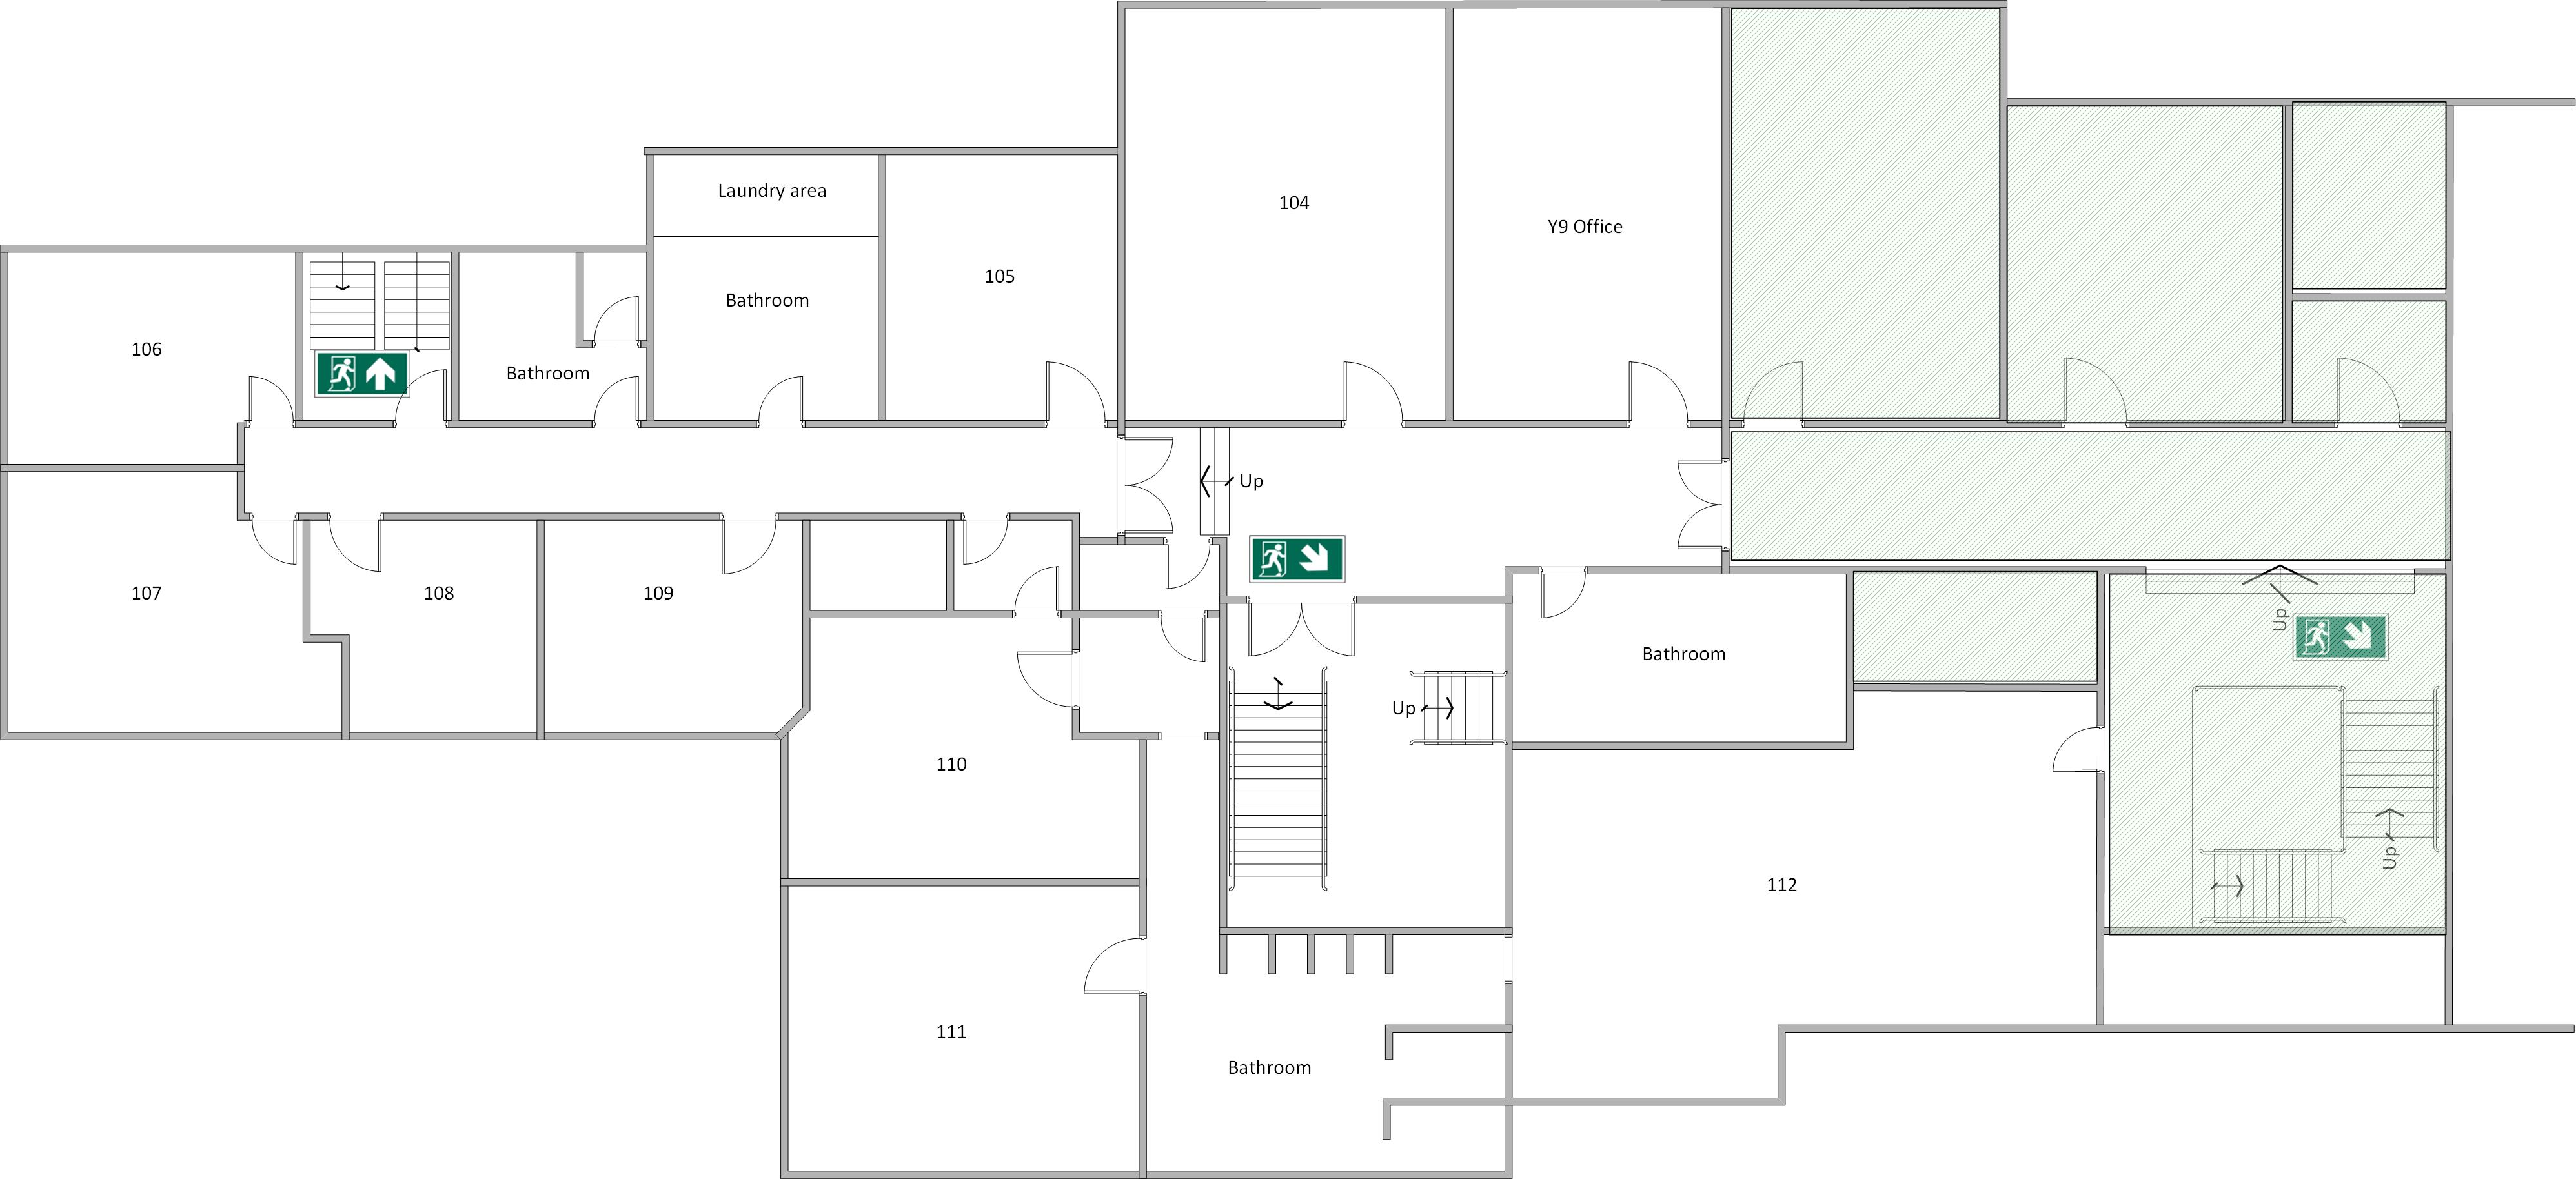 Laundry area
104
Y9 Office
105
Bathroom
106
Bathroom
Up
107
108
109
Up
Bathroom
Up
110
Up
112
111
Bathroom